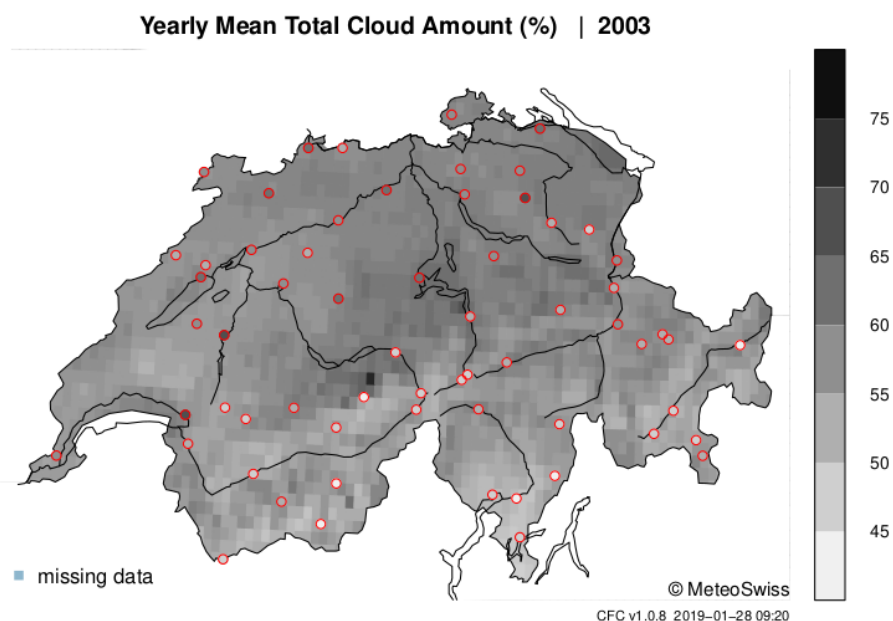 Yearly Mean Total Cloud Amount (%) | 2003
75
70
65
60
55
50
45
missing data
© MeteoSwiss
CFC v1.0.8 2019−01−28 09:20